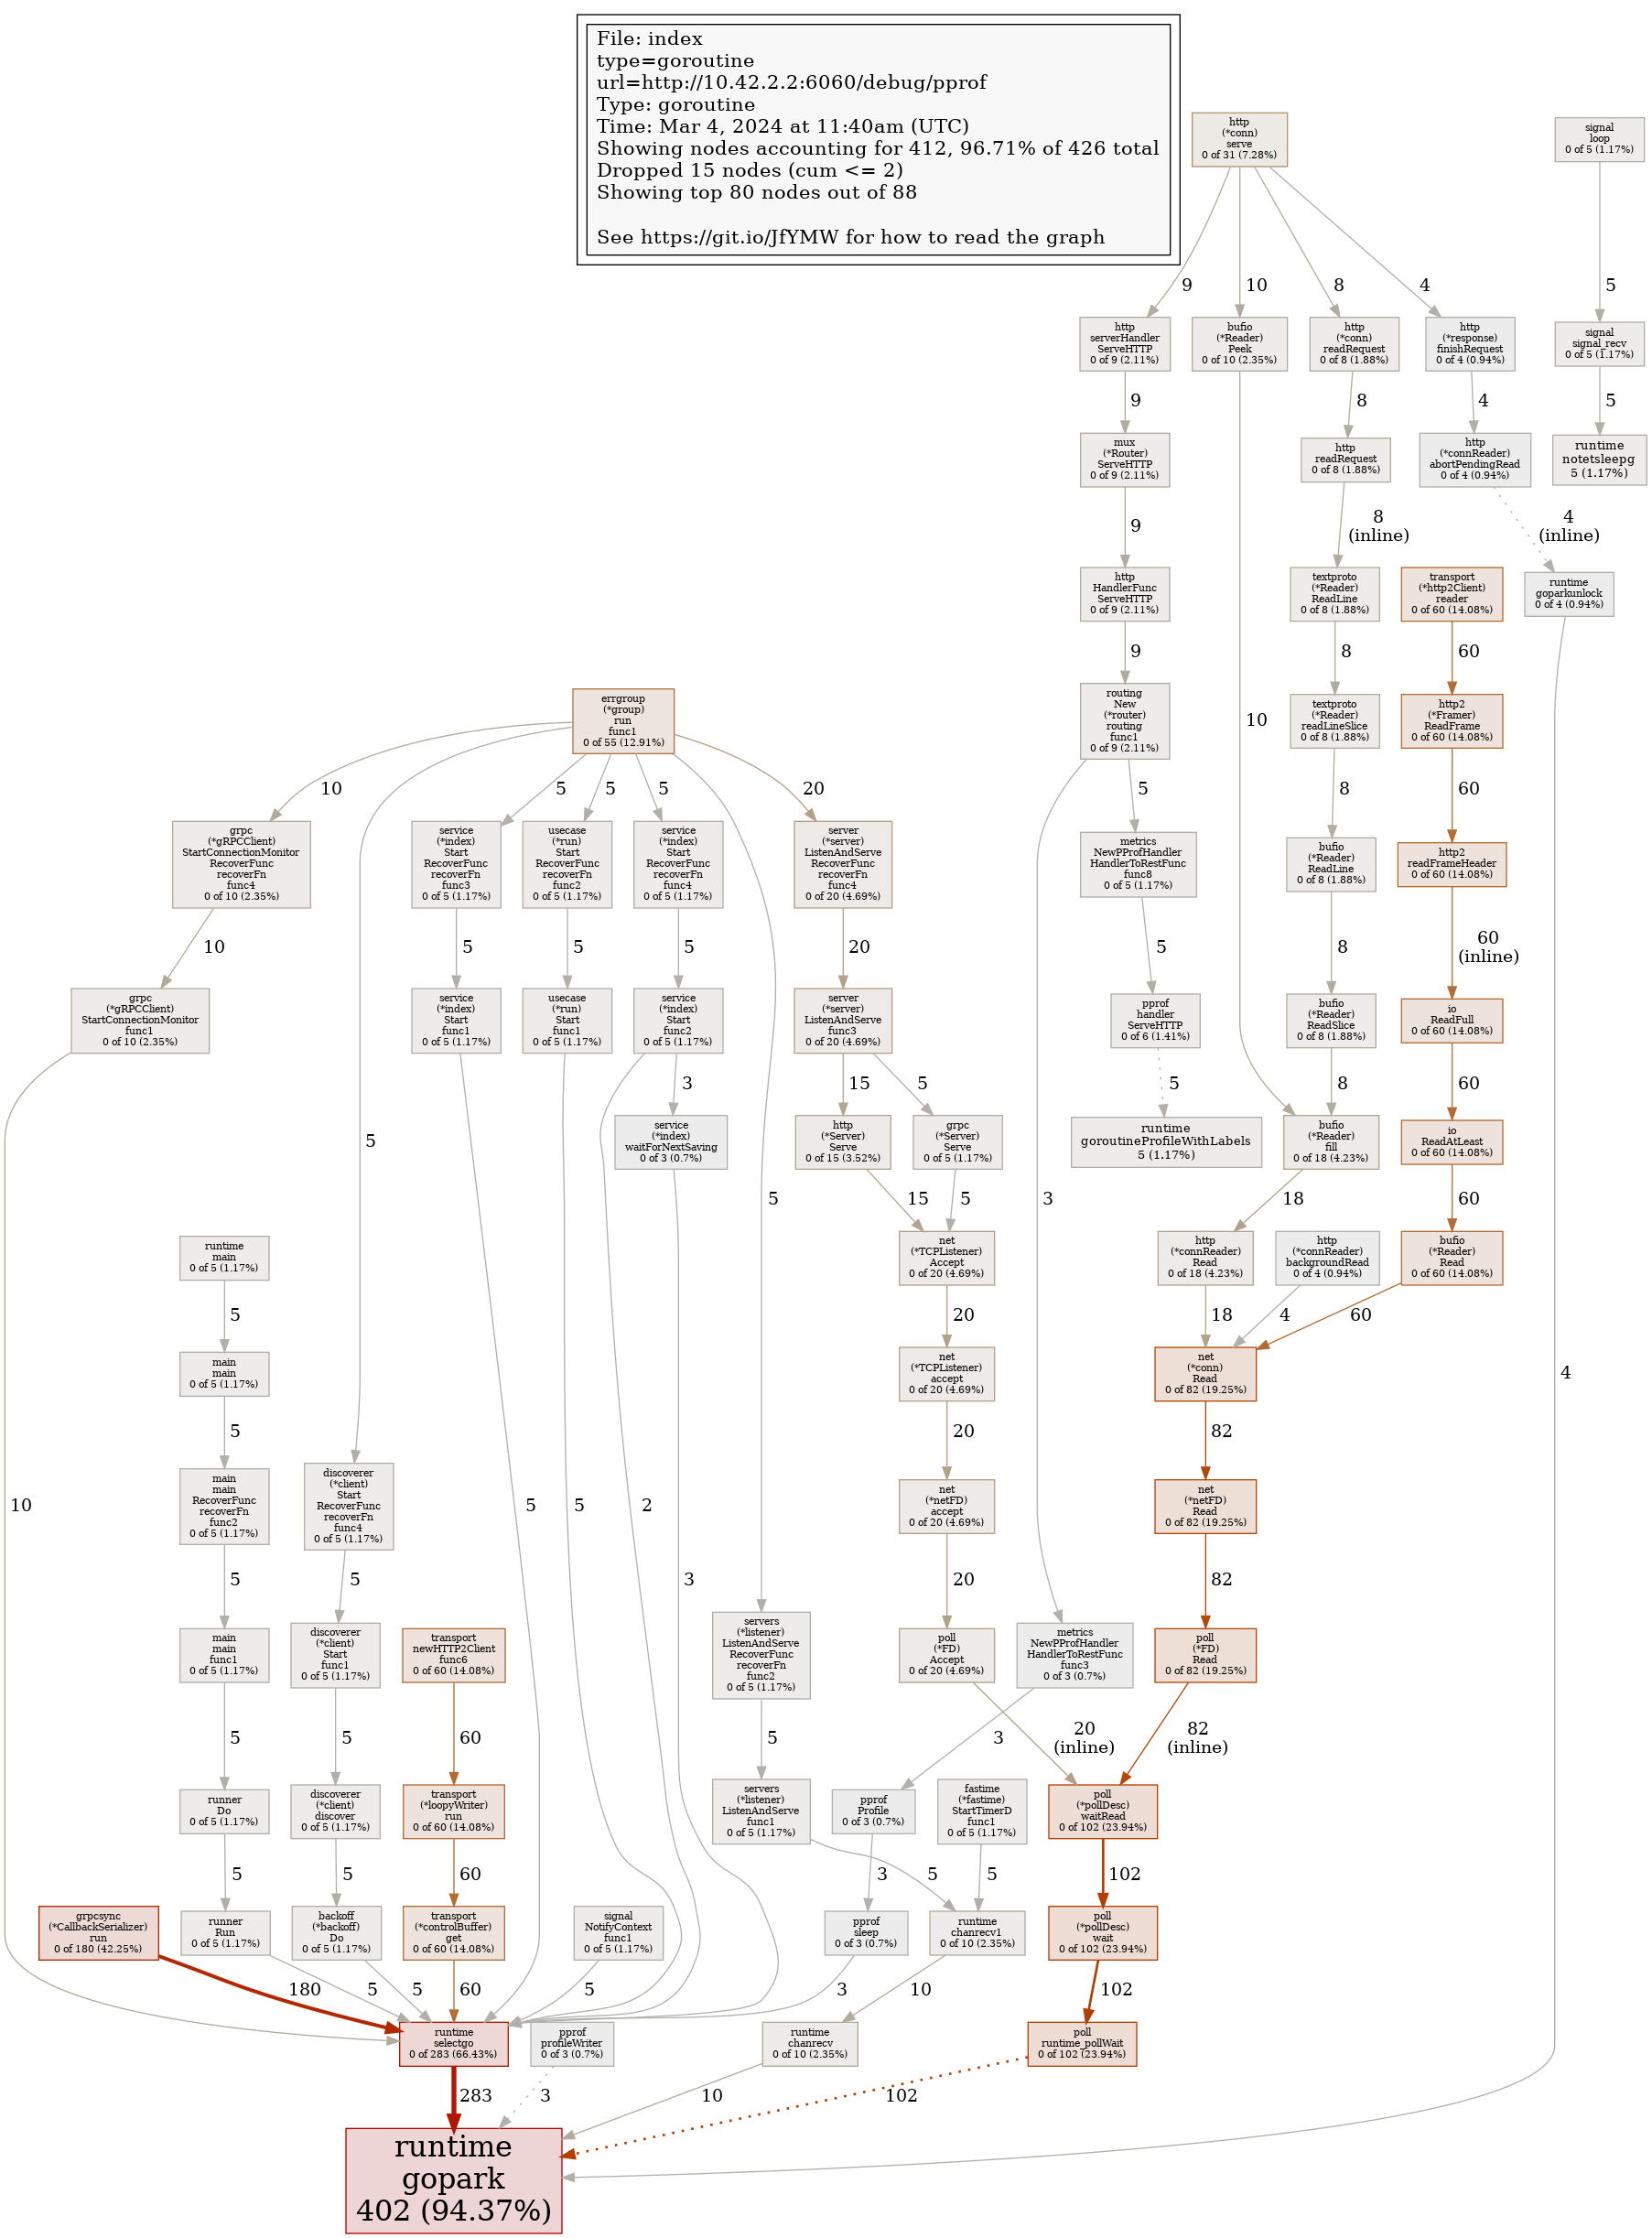 File: index
type=goroutine
url=http://10.42.2.2:6060/debug/pprof
Type: goroutine
Time: Mar 4, 2024 at 11:40am (UTC)
Showing nodes accounting for 412, 96.71% of 426 total
Dropped 15 nodes (cum <= 2)
Showing top 80 nodes out of 88
See https://git.io/JfYMW for how to read the graph
http
(*conn)
serve
0 of 31 (7.28%)
signal
loop
0 of 5 (1.17%)
9
10
8
4
5
http
serverHandler
ServeHTTP
0 of 9 (2.11%)
bufio
(*Reader)
Peek
0 of 10 (2.35%)
http
(*conn)
readRequest
0 of 8 (1.88%)
http
(*response)
finishRequest
0 of 4 (0.94%)
signal
signal_recv
0 of 5 (1.17%)
9
8
4
5
mux
(*Router)
ServeHTTP
0 of 9 (2.11%)
http
readRequest
0 of 8 (1.88%)
http
(*connReader)
abortPendingRead
0 of 4 (0.94%)
runtime
notetsleepg
5 (1.17%)
9
8
(inline)
4
(inline)
http
HandlerFunc
ServeHTTP
0 of 9 (2.11%)
textproto
(*Reader)
ReadLine
0 of 8 (1.88%)
transport
(*http2Client)
reader
0 of 60 (14.08%)
runtime
goparkunlock
0 of 4 (0.94%)
9
8
60
errgroup
(*group)
run
func1
0 of 55 (12.91%)
routing
New
(*router)
routing
func1
0 of 9 (2.11%)
textproto
(*Reader)
readLineSlice
0 of 8 (1.88%)
http2
(*Framer)
ReadFrame
0 of 60 (14.08%)
10
10
5
5
5
20
5
8
60
grpc
(*gRPCClient)
StartConnectionMonitor
RecoverFunc
recoverFn
func4
0 of 10 (2.35%)
service
(*index)
Start
RecoverFunc
recoverFn
func3
0 of 5 (1.17%)
usecase
(*run)
Start
RecoverFunc
recoverFn
func2
0 of 5 (1.17%)
service
(*index)
Start
RecoverFunc
recoverFn
func4
0 of 5 (1.17%)
server
(*server)
ListenAndServe
RecoverFunc
recoverFn
func4
0 of 20 (4.69%)
metrics
NewPProfHandler
HandlerToRestFunc
func8
0 of 5 (1.17%)
bufio
(*Reader)
ReadLine
0 of 8 (1.88%)
http2
readFrameHeader
0 of 60 (14.08%)
10
5
5
5
20
5
8
60
(inline)
grpc
(*gRPCClient)
StartConnectionMonitor
func1
0 of 10 (2.35%)
service
(*index)
Start
func1
0 of 5 (1.17%)
usecase
(*run)
Start
func1
0 of 5 (1.17%)
service
(*index)
Start
func2
0 of 5 (1.17%)
server
(*server)
ListenAndServe
func3
0 of 20 (4.69%)
pprof
handler
ServeHTTP
0 of 6 (1.41%)
bufio
(*Reader)
ReadSlice
0 of 8 (1.88%)
io
ReadFull
0 of 60 (14.08%)
3
15
5
5
8
60
5
service
(*index)
waitForNextSaving
0 of 3 (0.7%)
http
(*Server)
Serve
0 of 15 (3.52%)
grpc
(*Server)
Serve
0 of 5 (1.17%)
runtime
goroutineProfileWithLabels
5 (1.17%)
bufio
(*Reader)
fill
0 of 18 (4.23%)
io
ReadAtLeast
0 of 60 (14.08%)
5
15
5
3
18
60
runtime
main
0 of 5 (1.17%)
net
(*TCPListener)
Accept
0 of 20 (4.69%)
http
(*connReader)
Read
0 of 18 (4.23%)
http
(*connReader)
backgroundRead
0 of 4 (0.94%)
bufio
(*Reader)
Read
0 of 60 (14.08%)
5
20
18
4
60
main
main
0 of 5 (1.17%)
net
(*TCPListener)
accept
0 of 20 (4.69%)
net
(*conn)
Read
0 of 82 (19.25%)
4
5
20
82
main
main
RecoverFunc
recoverFn
func2
0 of 5 (1.17%)
discoverer
(*client)
Start
RecoverFunc
recoverFn
func4
0 of 5 (1.17%)
net
(*netFD)
accept
0 of 20 (4.69%)
net
(*netFD)
Read
0 of 82 (19.25%)
10
5
5
2
3
5
5
20
82
main
main
func1
0 of 5 (1.17%)
discoverer
(*client)
Start
func1
0 of 5 (1.17%)
transport
newHTTP2Client
func6
0 of 60 (14.08%)
servers
(*listener)
ListenAndServe
RecoverFunc
recoverFn
func2
0 of 5 (1.17%)
poll
(*FD)
Accept
0 of 20 (4.69%)
metrics
NewPProfHandler
HandlerToRestFunc
func3
0 of 3 (0.7%)
poll
(*FD)
Read
0 of 82 (19.25%)
5
5
60
5
3
20
(inline)
82
(inline)
runner
Do
0 of 5 (1.17%)
discoverer
(*client)
discover
0 of 5 (1.17%)
transport
(*loopyWriter)
run
0 of 60 (14.08%)
servers
(*listener)
ListenAndServe
func1
0 of 5 (1.17%)
pprof
Profile
0 of 3 (0.7%)
fastime
(*fastime)
StartTimerD
func1
0 of 5 (1.17%)
poll
(*pollDesc)
waitRead
0 of 102 (23.94%)
5
5
60
3
5
5
102
grpcsync
(*CallbackSerializer)
run
0 of 180 (42.25%)
runner
Run
0 of 5 (1.17%)
backoff
(*backoff)
Do
0 of 5 (1.17%)
transport
(*controlBuffer)
get
0 of 60 (14.08%)
signal
NotifyContext
func1
0 of 5 (1.17%)
pprof
sleep
0 of 3 (0.7%)
runtime
chanrecv1
0 of 10 (2.35%)
poll
(*pollDesc)
wait
0 of 102 (23.94%)
180
5
5
60
5
3
10
102
runtime
selectgo
0 of 283 (66.43%)
pprof
profileWriter
0 of 3 (0.7%)
runtime
chanrecv
0 of 10 (2.35%)
poll
runtime_pollWait
0 of 102 (23.94%)
283
3
10
102
runtime
gopark
402 (94.37%)